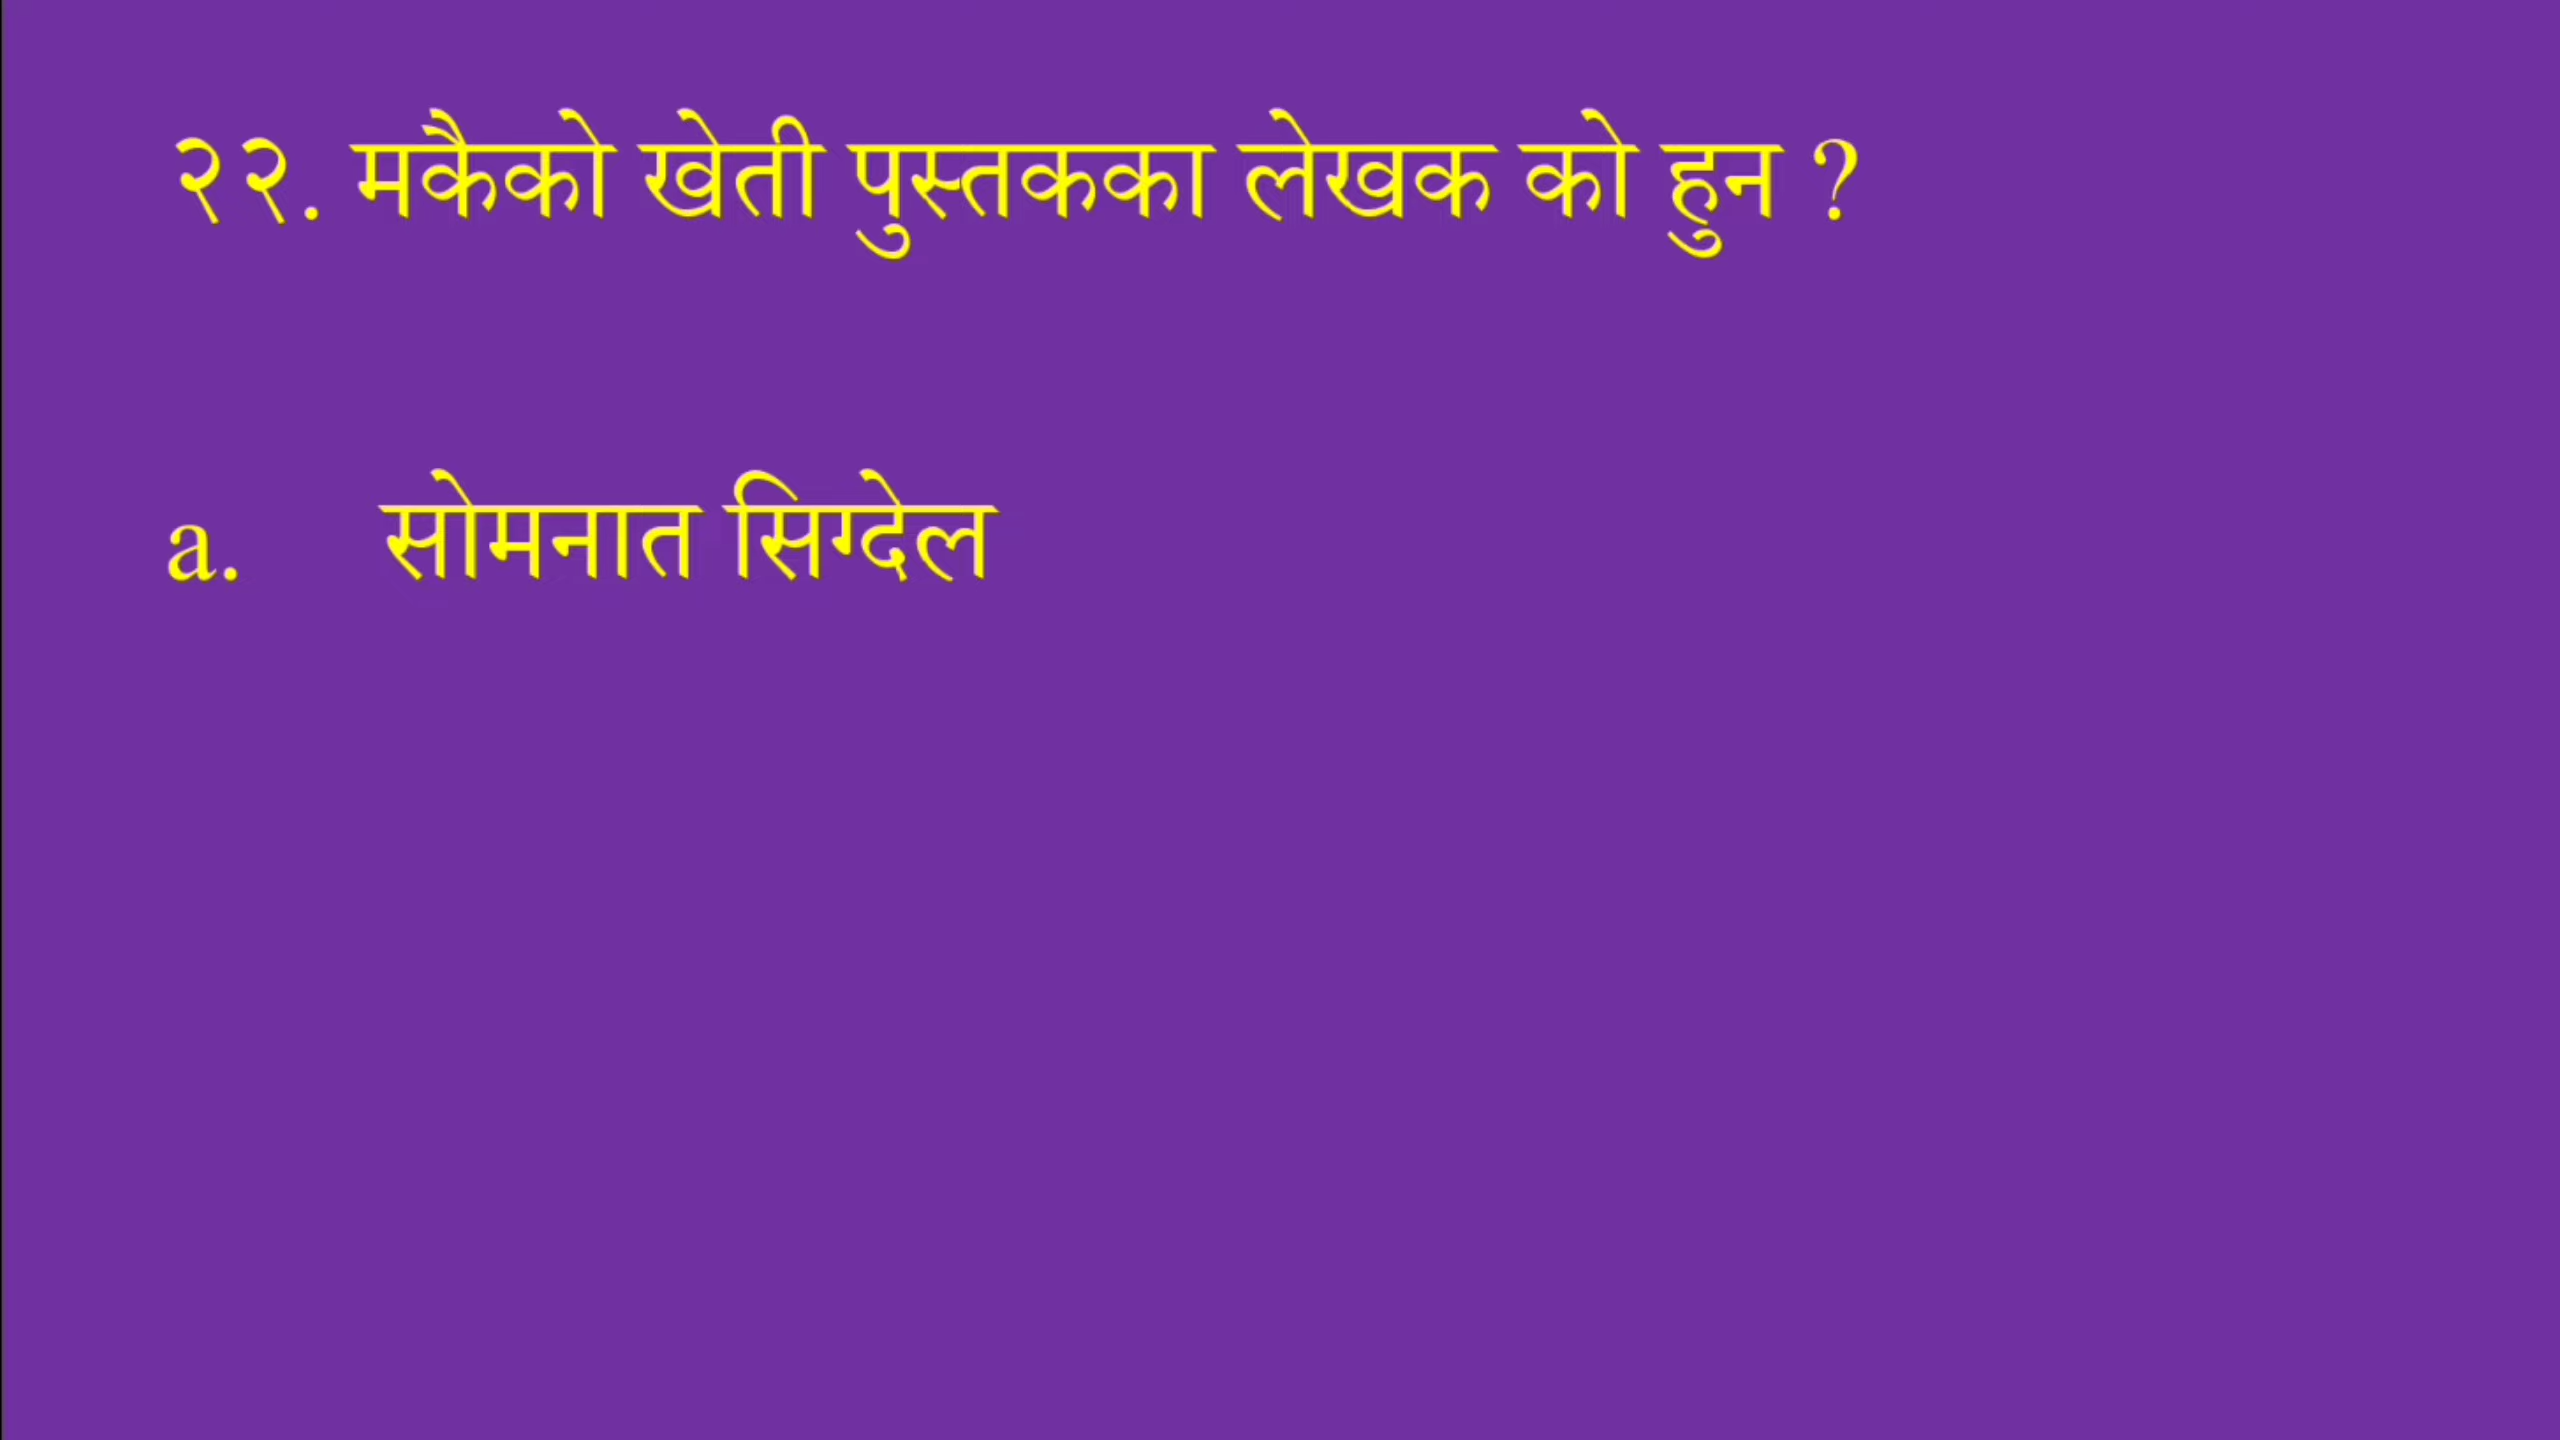 २२. मकैको खेती पुस्तकका लेखक को हुन ?
a. सोमनात सिग्देल